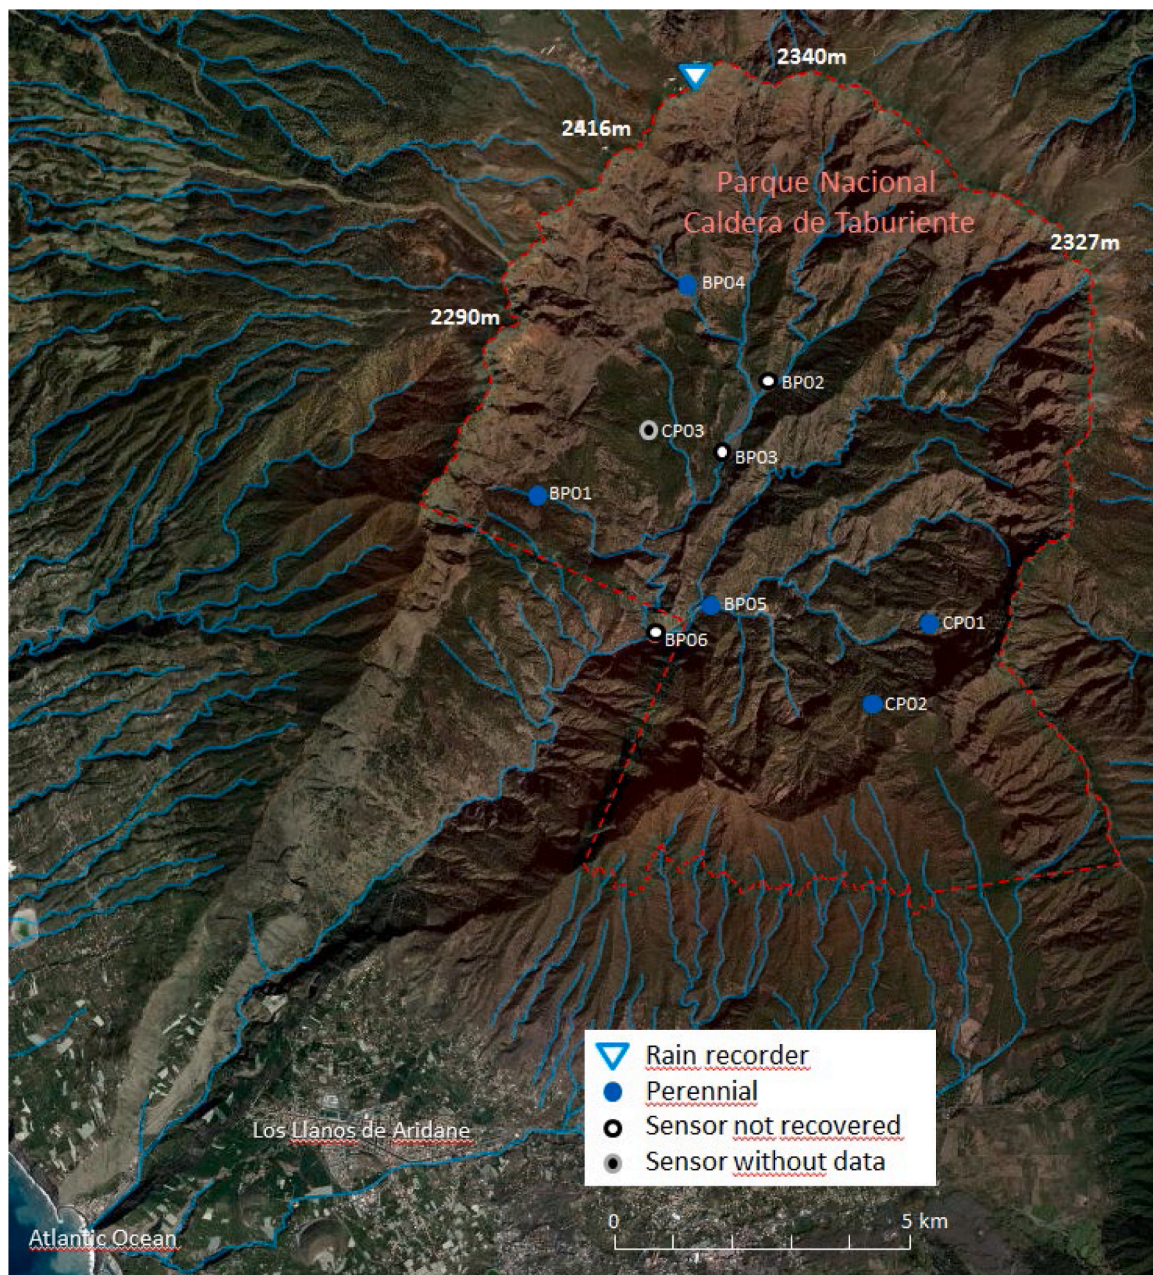 2340m
2416m
Parque Nacional
Caldera de Taburiente
2327m
BP04
2290m
BP02
CP03
BP03
BP01
BP05
CP01
BP06
CP02
Rain recorder
Perennial
Sensor not recovered
Sensor without data
Los Llanos de Aridane
0 5 km
Atlantic Ocean